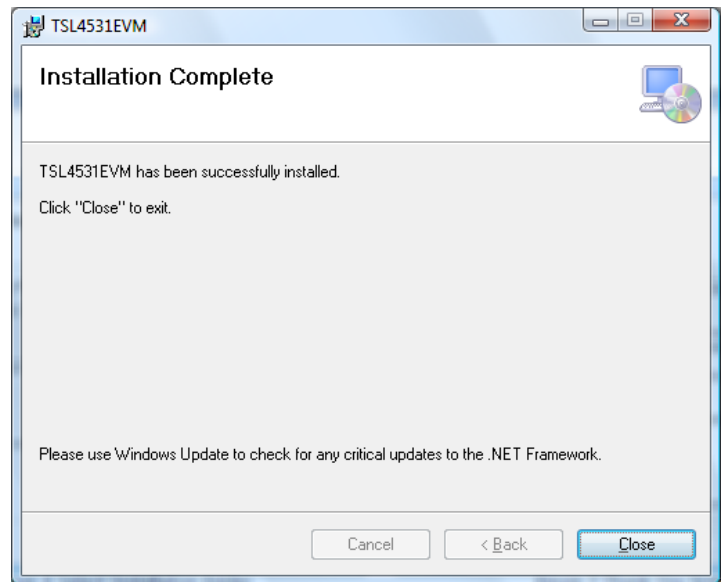 TSL4531EVM
Installation Complete
TSL4531EVM has been successfully installed.
Click "Close" to exit.
Please use Windows Update to check for any critical updates to the .NET Framework.
Cancel
< Back
Close